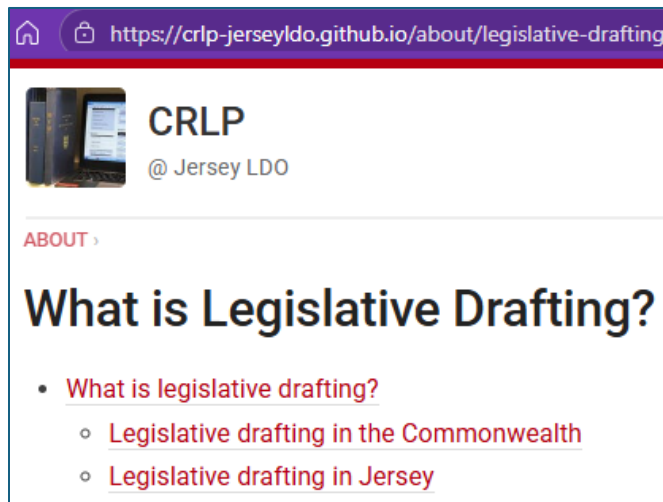 https://crlp-jerseyldo.github.io/about/legislative-drafting
CRLP
@ Jersey LDO
ABOUT ›
What is Legislative Drafting?
• What is legislative drafting?
◦ Legislative drafting in the Commonwealth
◦ Legislative drafting in Jersey